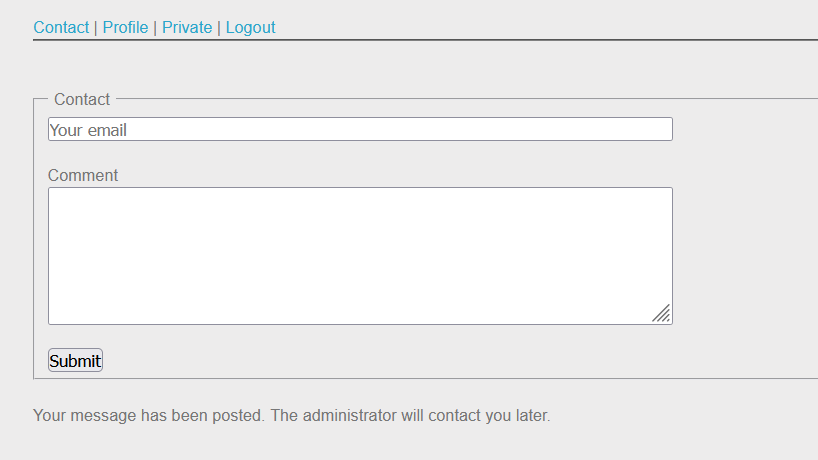 Contact | Profile | Private | Logout
Contact
Your email
Comment
Submit
Your message has been posted. The administrator will contact you later.